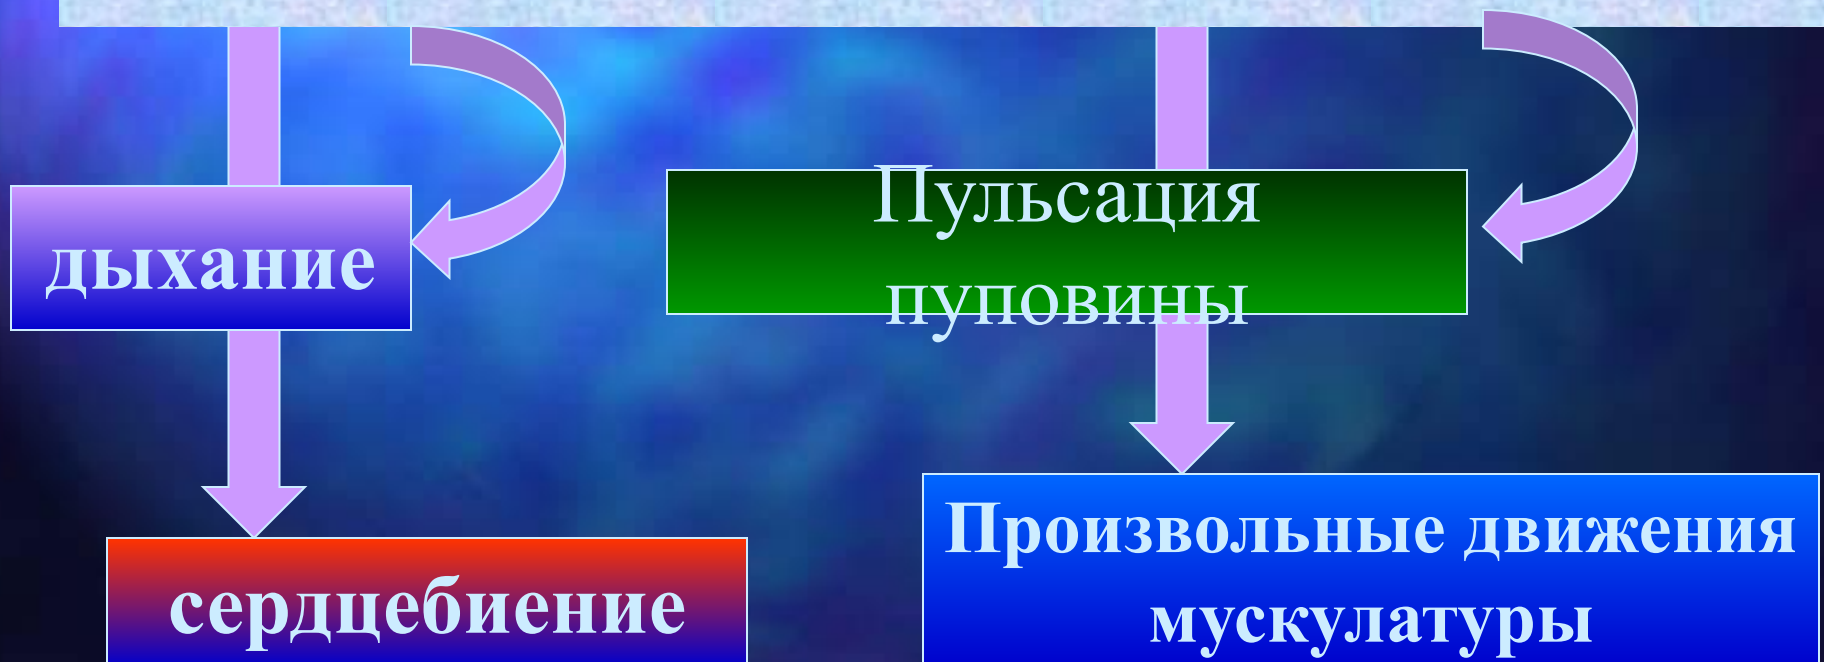 дыхание
Пульсация
пуповины
сердцебиение
Произвольные движения
мускулатуры